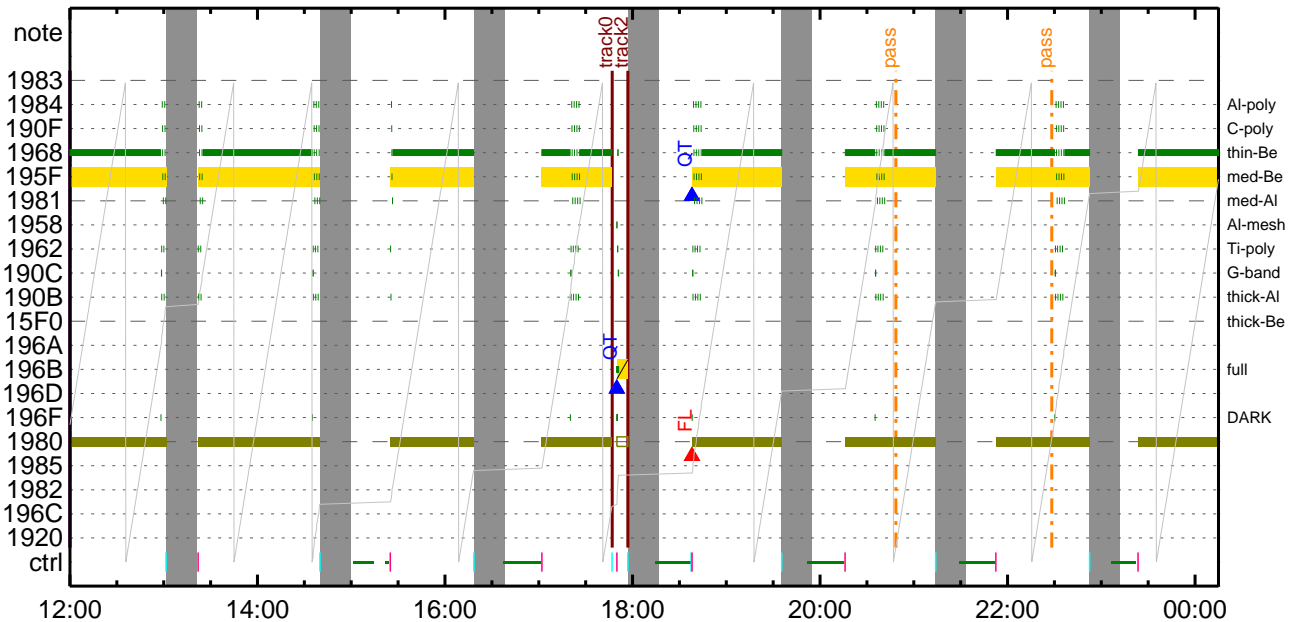 note
track0
track2
pass
pass
1983
1984
Al-poly
190F
C-poly
1968
thin-Be
QT
195F
med-Be
1981
med-Al
1958
Al-mesh
1962
Ti-poly
190C
G-band
190B
thick-Al
15F0
thick-Be
196A
QT
196B
full
196D
196F
DARK
FL
1980
1985
1982
196C
1920
ctrl
12:00 14:00 16:00 18:00 20:00 22:00 00:00